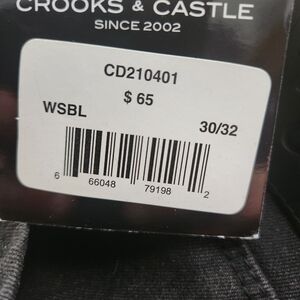 CROOKS & CASTLE
SINCE 2002
CD210401
$ 65
WSBL
30/32
6 66048 79198 2